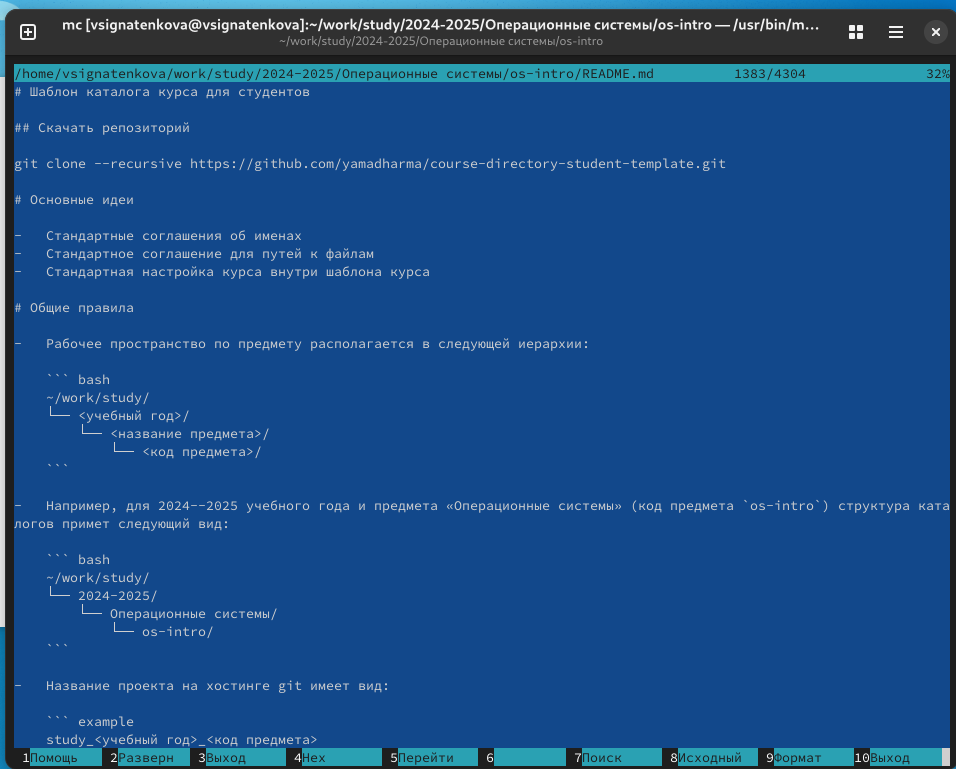 mc [vsignatenkova@vsignatenkova]:~/work/study/2024-2025/Операционные системы/os-intro — /usr/bin/m...
~/work/study/2024-2025/Операционные системы/os-intro
/home/vsignatenkova/work/study/2024-2025/Операционные системы/os-intro/README.md 1383/4304 32%
# Шаблон каталога курса для студентов
## Скачать репозиторий
git clone --recursive https://github.com/yamadharma/course-directory-student-template.git
# Основные идеи
-   Стандартные соглашения об именах
-   Стандартное соглашение для путей к файлам
-   Стандартная настройка курса внутри шаблона курса
# Общие правила
-   Рабочее пространство по предмету располагается в следующей иерархии:
    ``` bash
    ~/work/study/
    └── <учебный год>/
        └── <название предмета>/
            └── <код предмета>/
    ```
-   Например, для 2024--2025 учебного года и предмета «Операционные системы» (код предмета `os-intro`) структура ката
логов примет следующий вид:
    ``` bash
    ~/work/study/
    └── 2024-2025/
        └── Операционные системы/
            └── os-intro/
    ```
-   Название проекта на хостинге git имеет вид:
    ``` example
    study_<учебный год>_<код предмета>
1Помощь 2Разверн 3Выход 4Hex 5Перейти 6 7Поиск 8Исходный 9Формат 10Выход